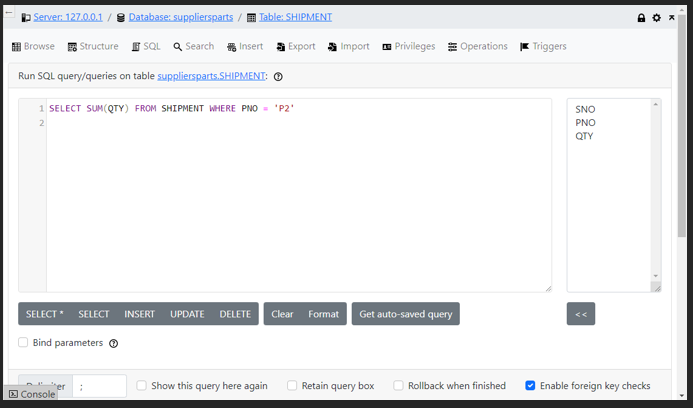 Server: 127.0.0.1 / Database: suppliersparts / Table: SHIPMENT
Browse Structure SQL Search Insert Export Import Privileges Operations Triggers
Run SQL query/queries on table suppliersparts.SHIPMENT:
1 SELECT SUM(QTY) FROM SHIPMENT WHERE PNO = 'P2'
2
SNO
PNO
QTY
SELECT * SELECT INSERT UPDATE DELETE Clear Format Get auto-saved query <<
Bind parameters
; Show this query here again Retain query box Rollback when finished Enable foreign key checks
Console